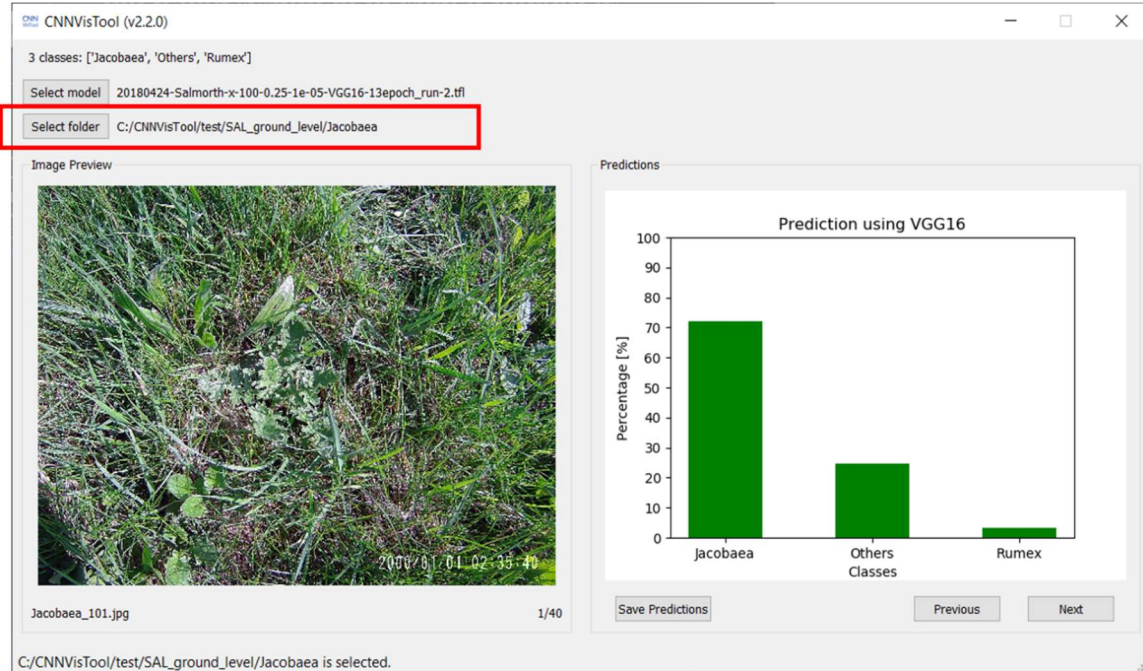 CNN
CNNVisTool (v2.2.0)
3 classes: ['Jacobaea', 'Others', 'Rumex']
Select model 20180424-Salmorth-x-100-0.25-1e-05-VGG16-13epoch_run-2.tfl
Select folder C:/CNNVisTool/test/SAL_ground_level/Jacobaea
Image Preview
2000/01/01 02:35:40
Jacobaea_101.jpg 1/40
Predictions
Prediction using VGG16
Percentage [%]
100
90
80
70
60
50
40
30
20
10
0
Jacobaea Others Rumex
Classes
Save Predictions Previous Next
C:/CNNVisTool/test/SAL_ground_level/Jacobaea is selected.